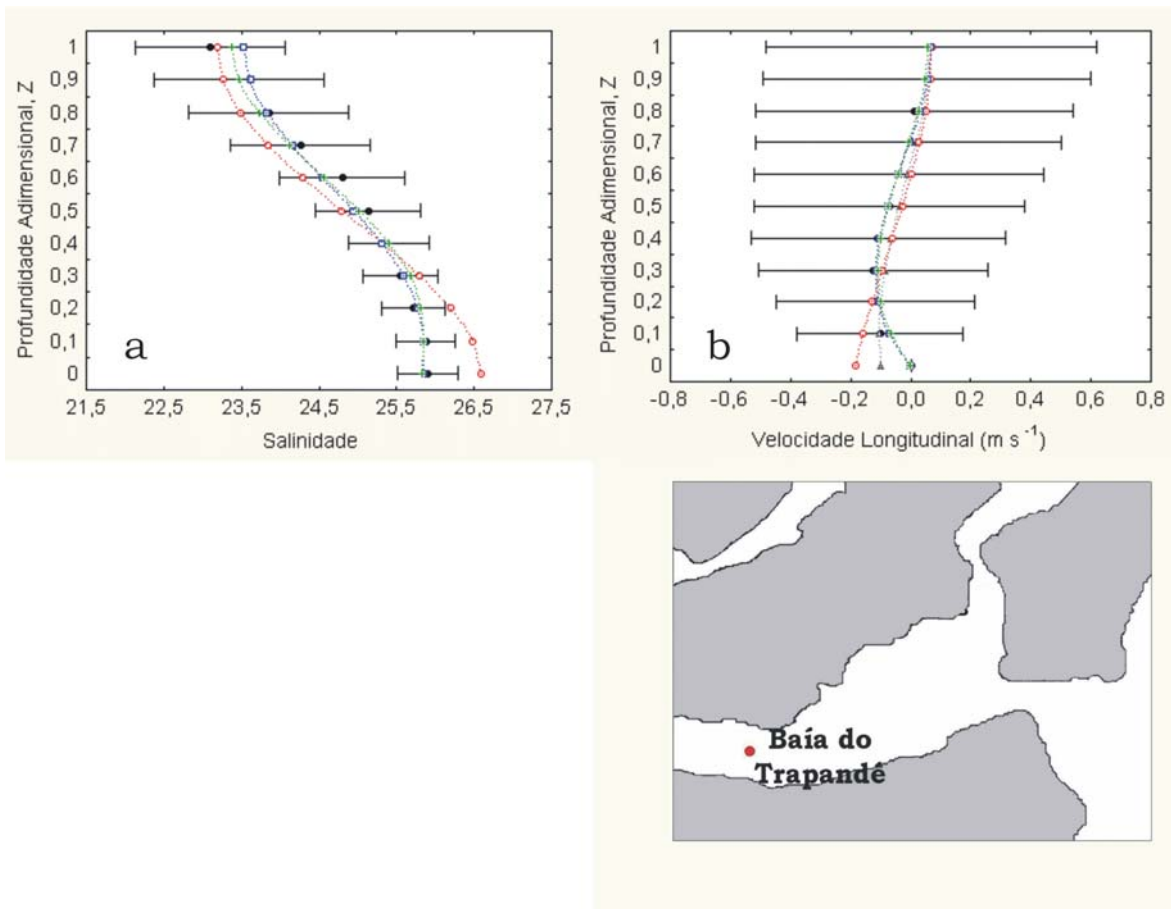 Profundidade Adimensional, Z
1
0,9
0,8
0,7
0,6
0,5
0,4
0,3
0,2
0,1
0
a
21,5 22,5 23,5 24,5 25,5 26,5 27,5
Salinidade
Profundidade Adimensional, Z
1
0,9
0,8
0,7
0,6
0,5
0,4
0,3
0,2
0,1
0
b
-0,8 -0,6 -0,4 -0,2 0,0 0,2 0,4 0,6 0,8
Velocidade Longitudinal (m s -1)
Baía do
Trapandê